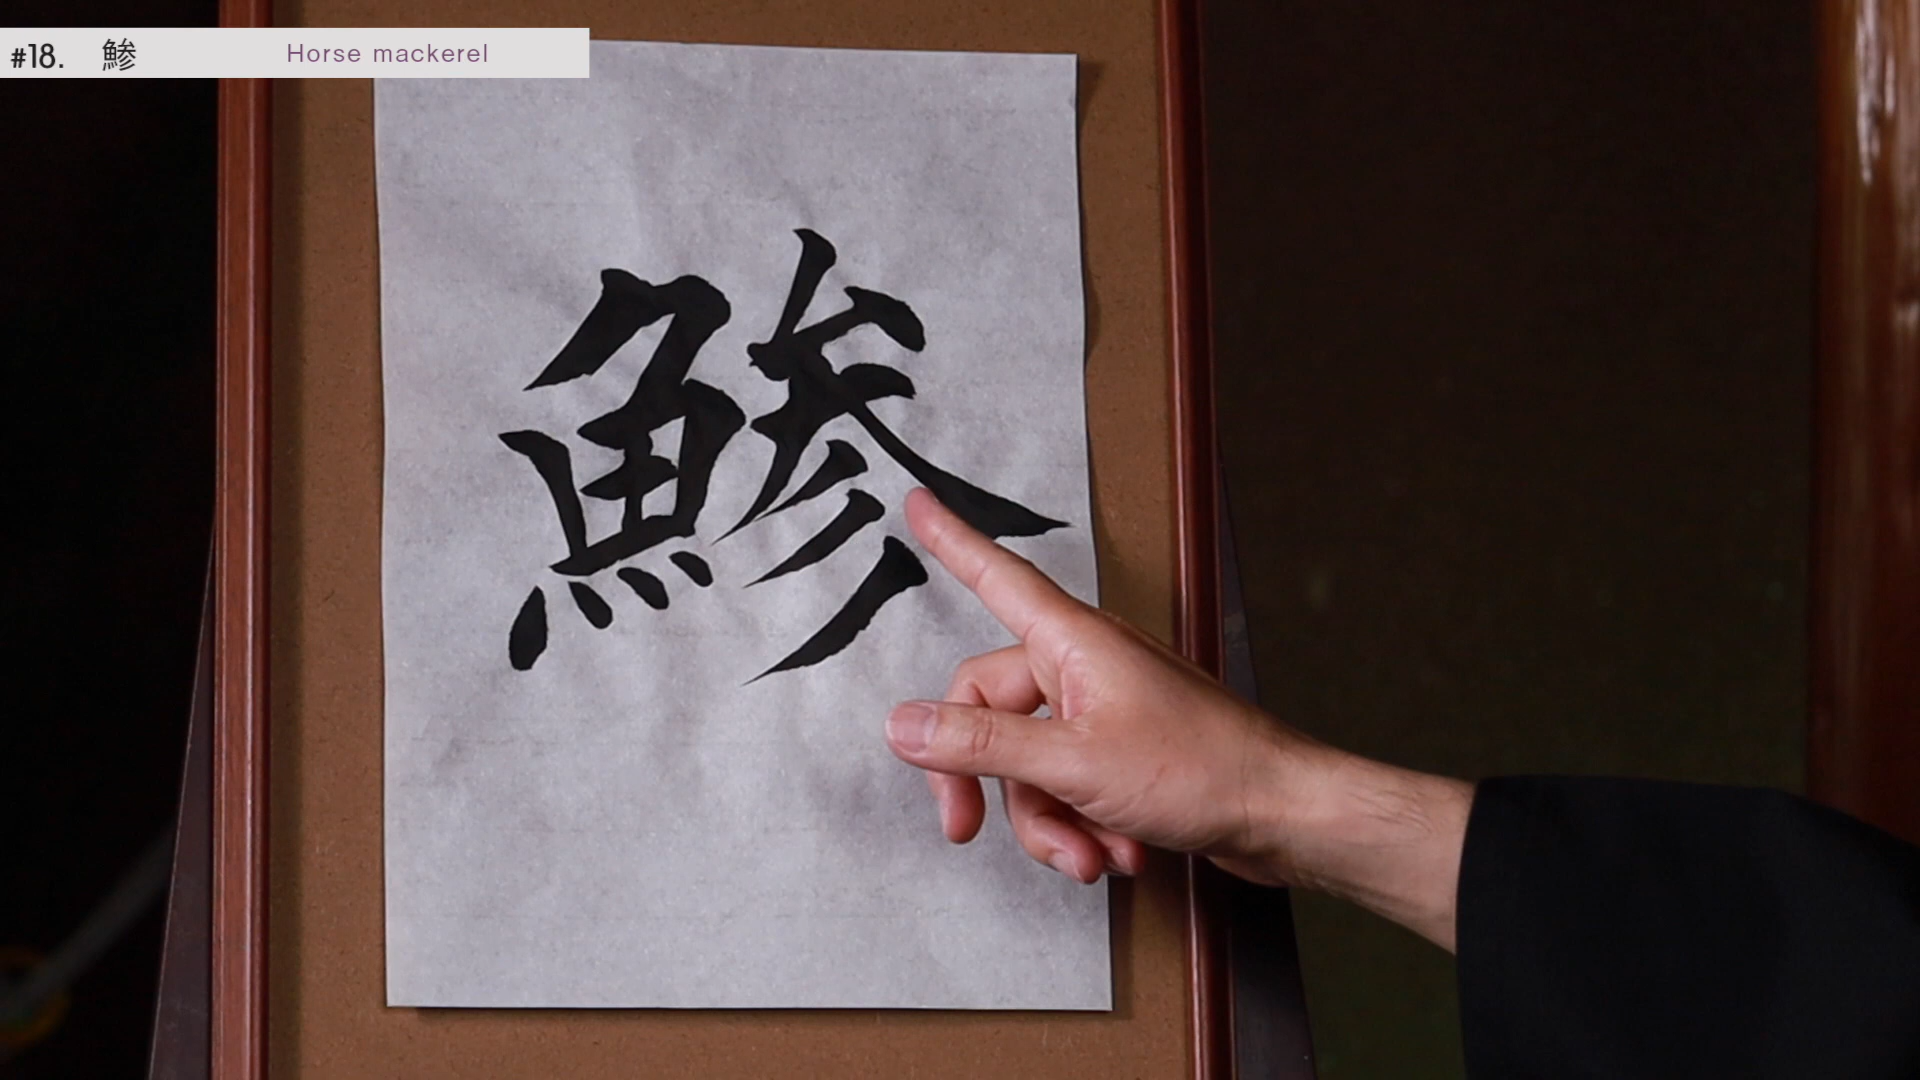 #18. 鯵 Horse mackerel
鯵